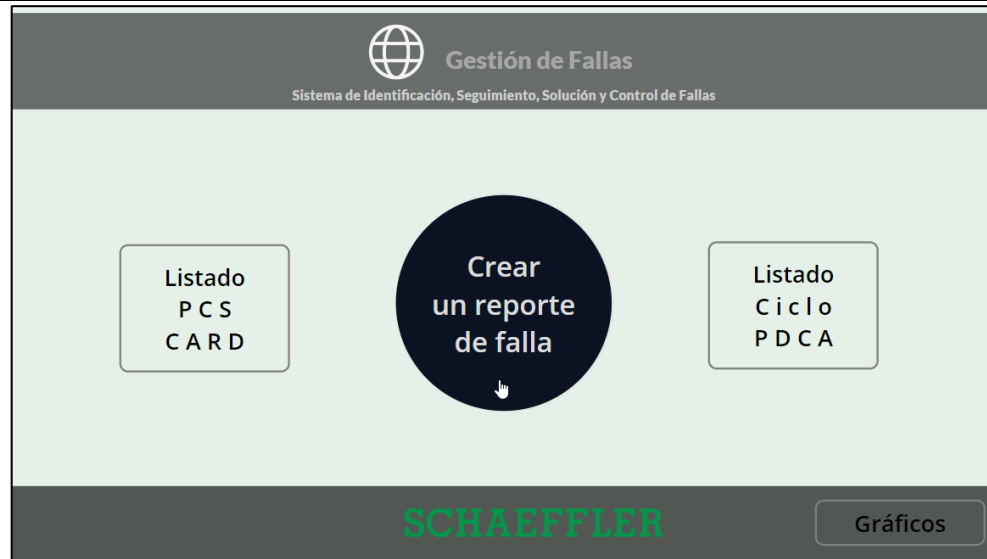 Gestión de Fallas
Sistema de Identificación, Seguimiento, Solución y Control de Fallas
Listado
P C S
C A R D
Crear
un reporte
de falla
Listado
C i c l o
P D C A
SCHAEFFLER
Gráficos